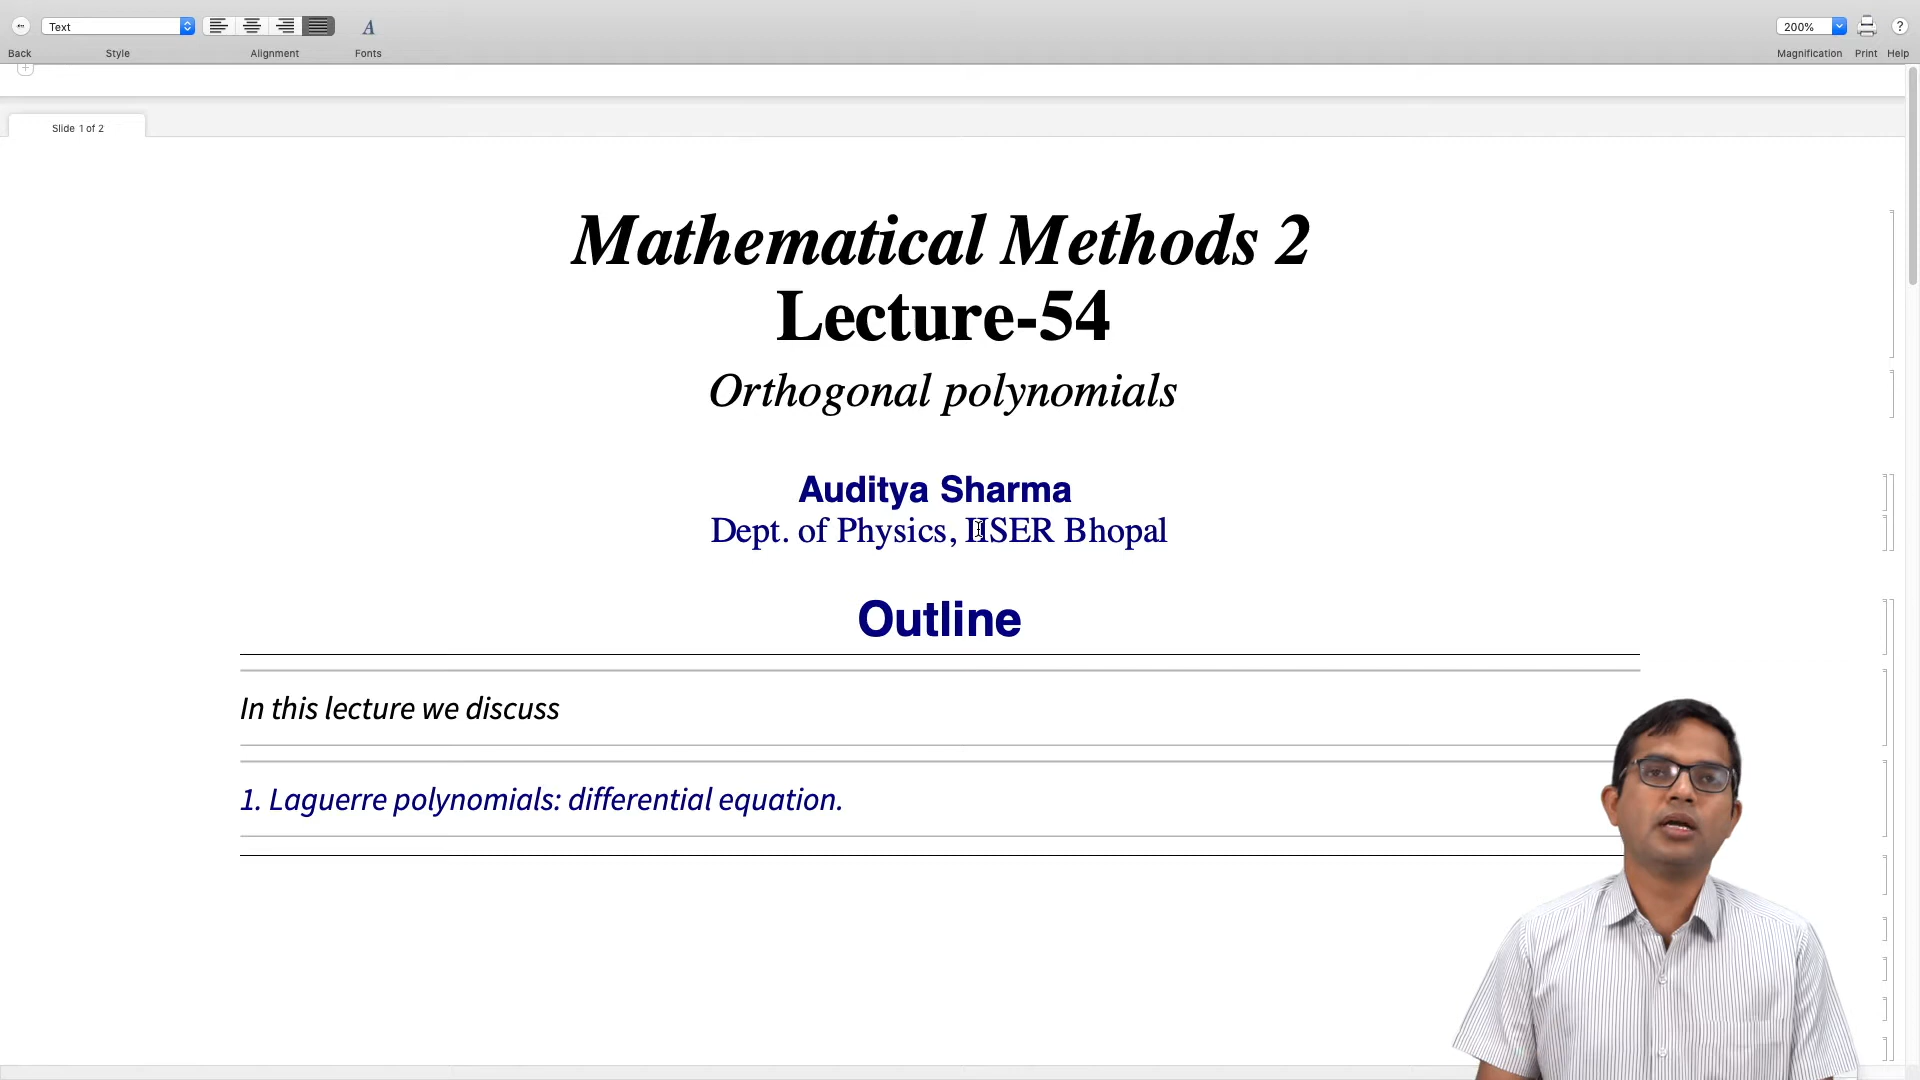 Text
200%
Back
Style
Alignment
Fonts
Magnification
Print
Help
Slide 1 of 2
Mathematical Methods 2
Lecture-54
Orthogonal polynomials
Auditya Sharma
Dept. of Physics, IISER Bhopal
Outline
In this lecture we discuss
1. Laguerre polynomials: differential equation.